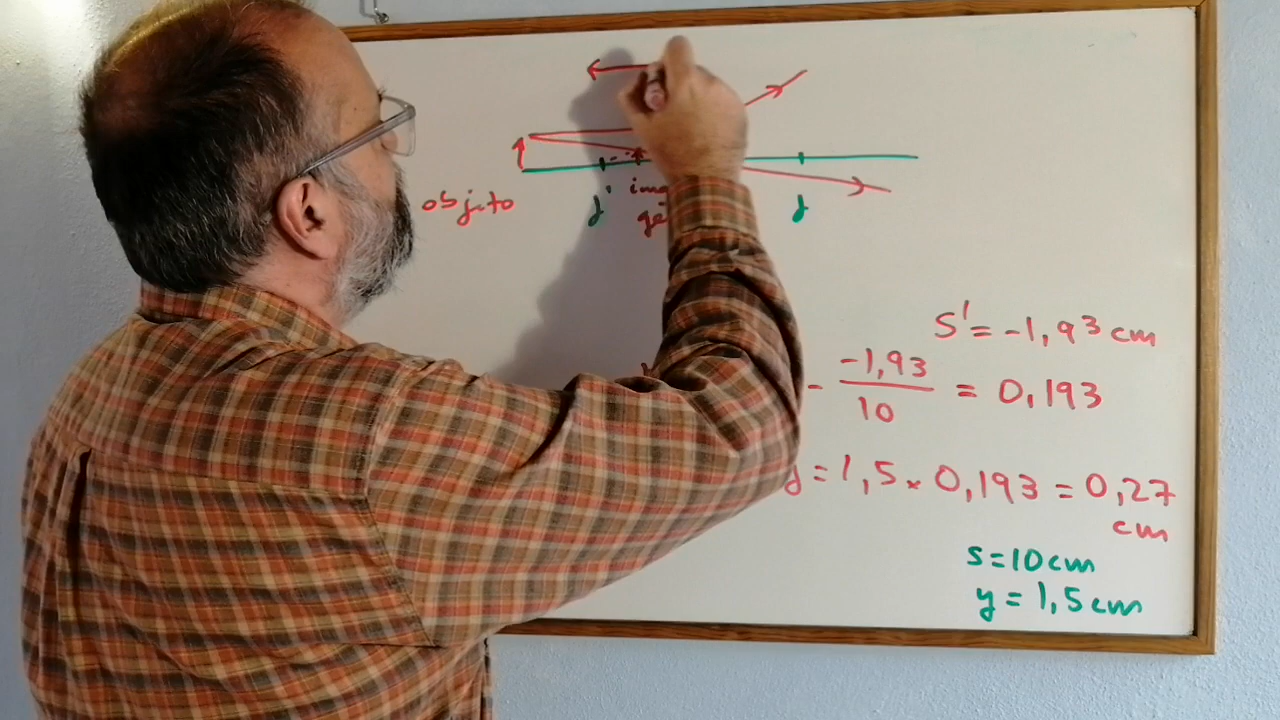 objeto
f
f
s' = -1,93 cm
- -1,93/10 = 0,193
= 1,5 × 0,193 = 0,27
cm
s = 10 cm
y = 1,5 cm